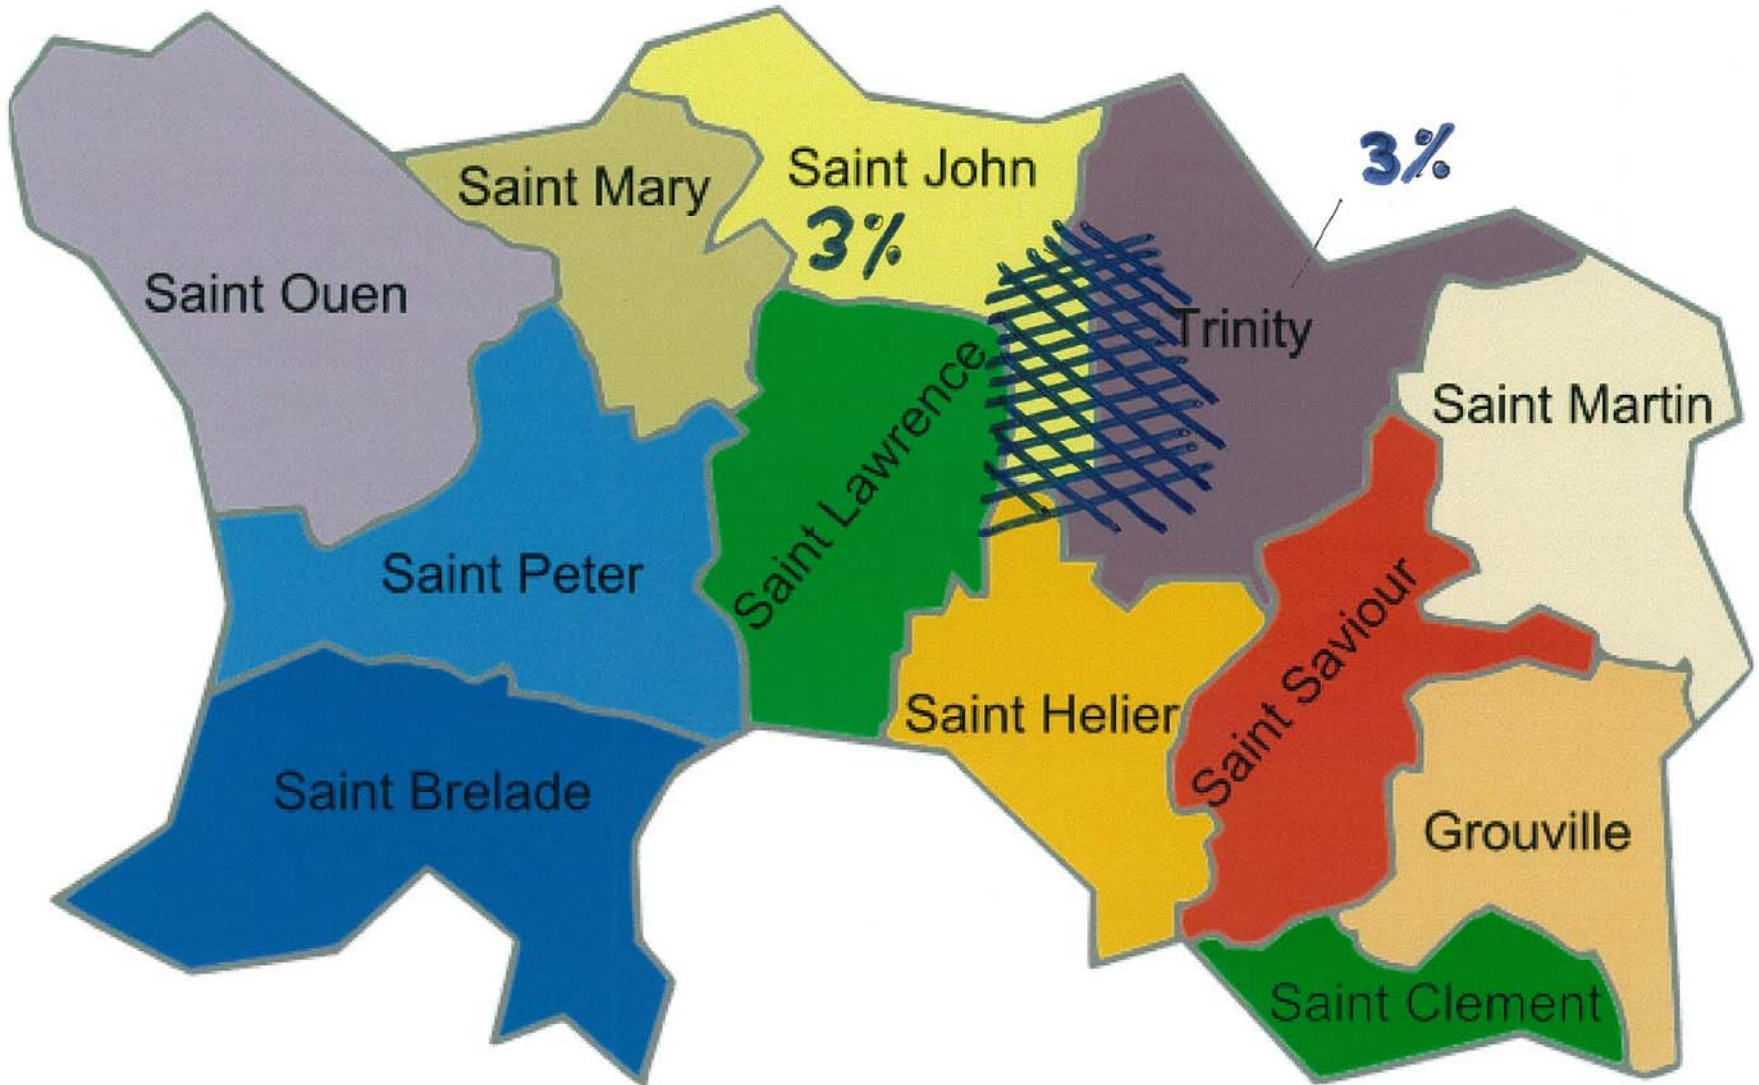 Saint Ouen
Saint Mary
Saint John
3%
3%
Trinity
Saint Martin
Saint Lawrence
Saint Peter
Saint Helier
Saint Saviour
Saint Brelade
Grouville
Saint Clement